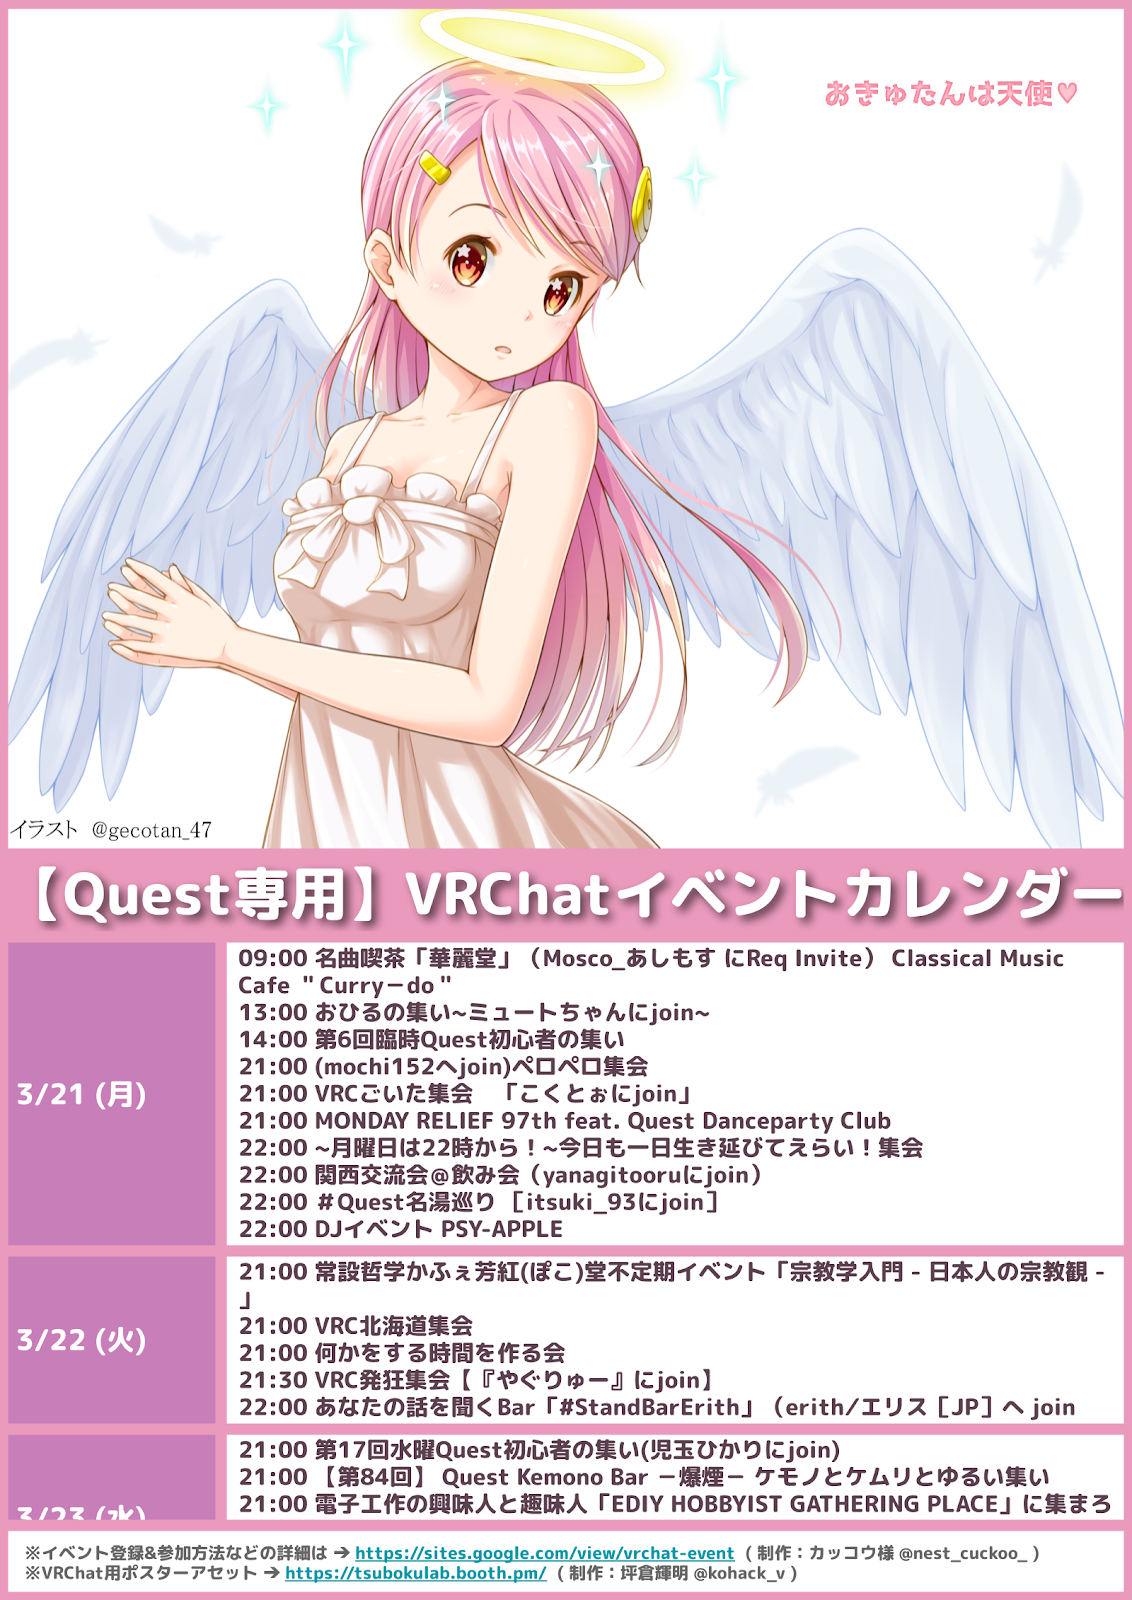 おきゅたんは天使♥
イラスト @gecotan_47
【Quest専用】VRChatイベントカレンダー
3/21 (月)
09:00 名曲喫茶「華麗堂」（Mosco_あしもす にReq Invite） Classical Music
Cafe ＂Curry－do＂
13:00 おひるの集い~ミュートちゃんにjoin~
14:00 第6回臨時Quest初心者の集い
21:00 (mochi152へjoin)ペロペロ集会
21:00 VRCごいた集会　「こくとぉにjoin」
21:00 MONDAY RELIEF 97th feat. Quest Danceparty Club
22:00 ~月曜日は22時から！~今日も一日生き延びてえらい！集会
22:00 関西交流会＠飲み会（yanagitooruにjoin）
22:00 ＃Quest名湯巡り ［itsuki_93にjoin］
22:00 DJイベント PSY-APPLE
3/22 (火)
21:00 常設哲学かふぇ芳紅(ぽこ)堂不定期イベント「宗教学入門 - 日本人の宗教観 -
」
21:00 VRC北海道集会
21:00 何かをする時間を作る会
21:30 VRC発狂集会【『やぐりゅー』にjoin】
22:00 あなたの話を聞くBar「#StandBarErith」（erith/エリス［JP］へ join
3/23 (水)
21:00 第17回水曜Quest初心者の集い(児玉ひかりにjoin)
21:00 【第84回】 Quest Kemono Bar －爆煙－ ケモノとケムリとゆるい集い
21:00 電子工作の興味人と趣味人「EDIY HOBBYIST GATHERING PLACE」に集まろ
※イベント登録&参加方法などの詳細は ➔ https://sites.google.com/view/vrchat-event ( 制作：カッコウ様 @nest_cuckoo_ )
※VRChat用ポスターアセット ➔ https://tsubokulab.booth.pm/ ( 制作：坪倉輝明 @kohack_v )